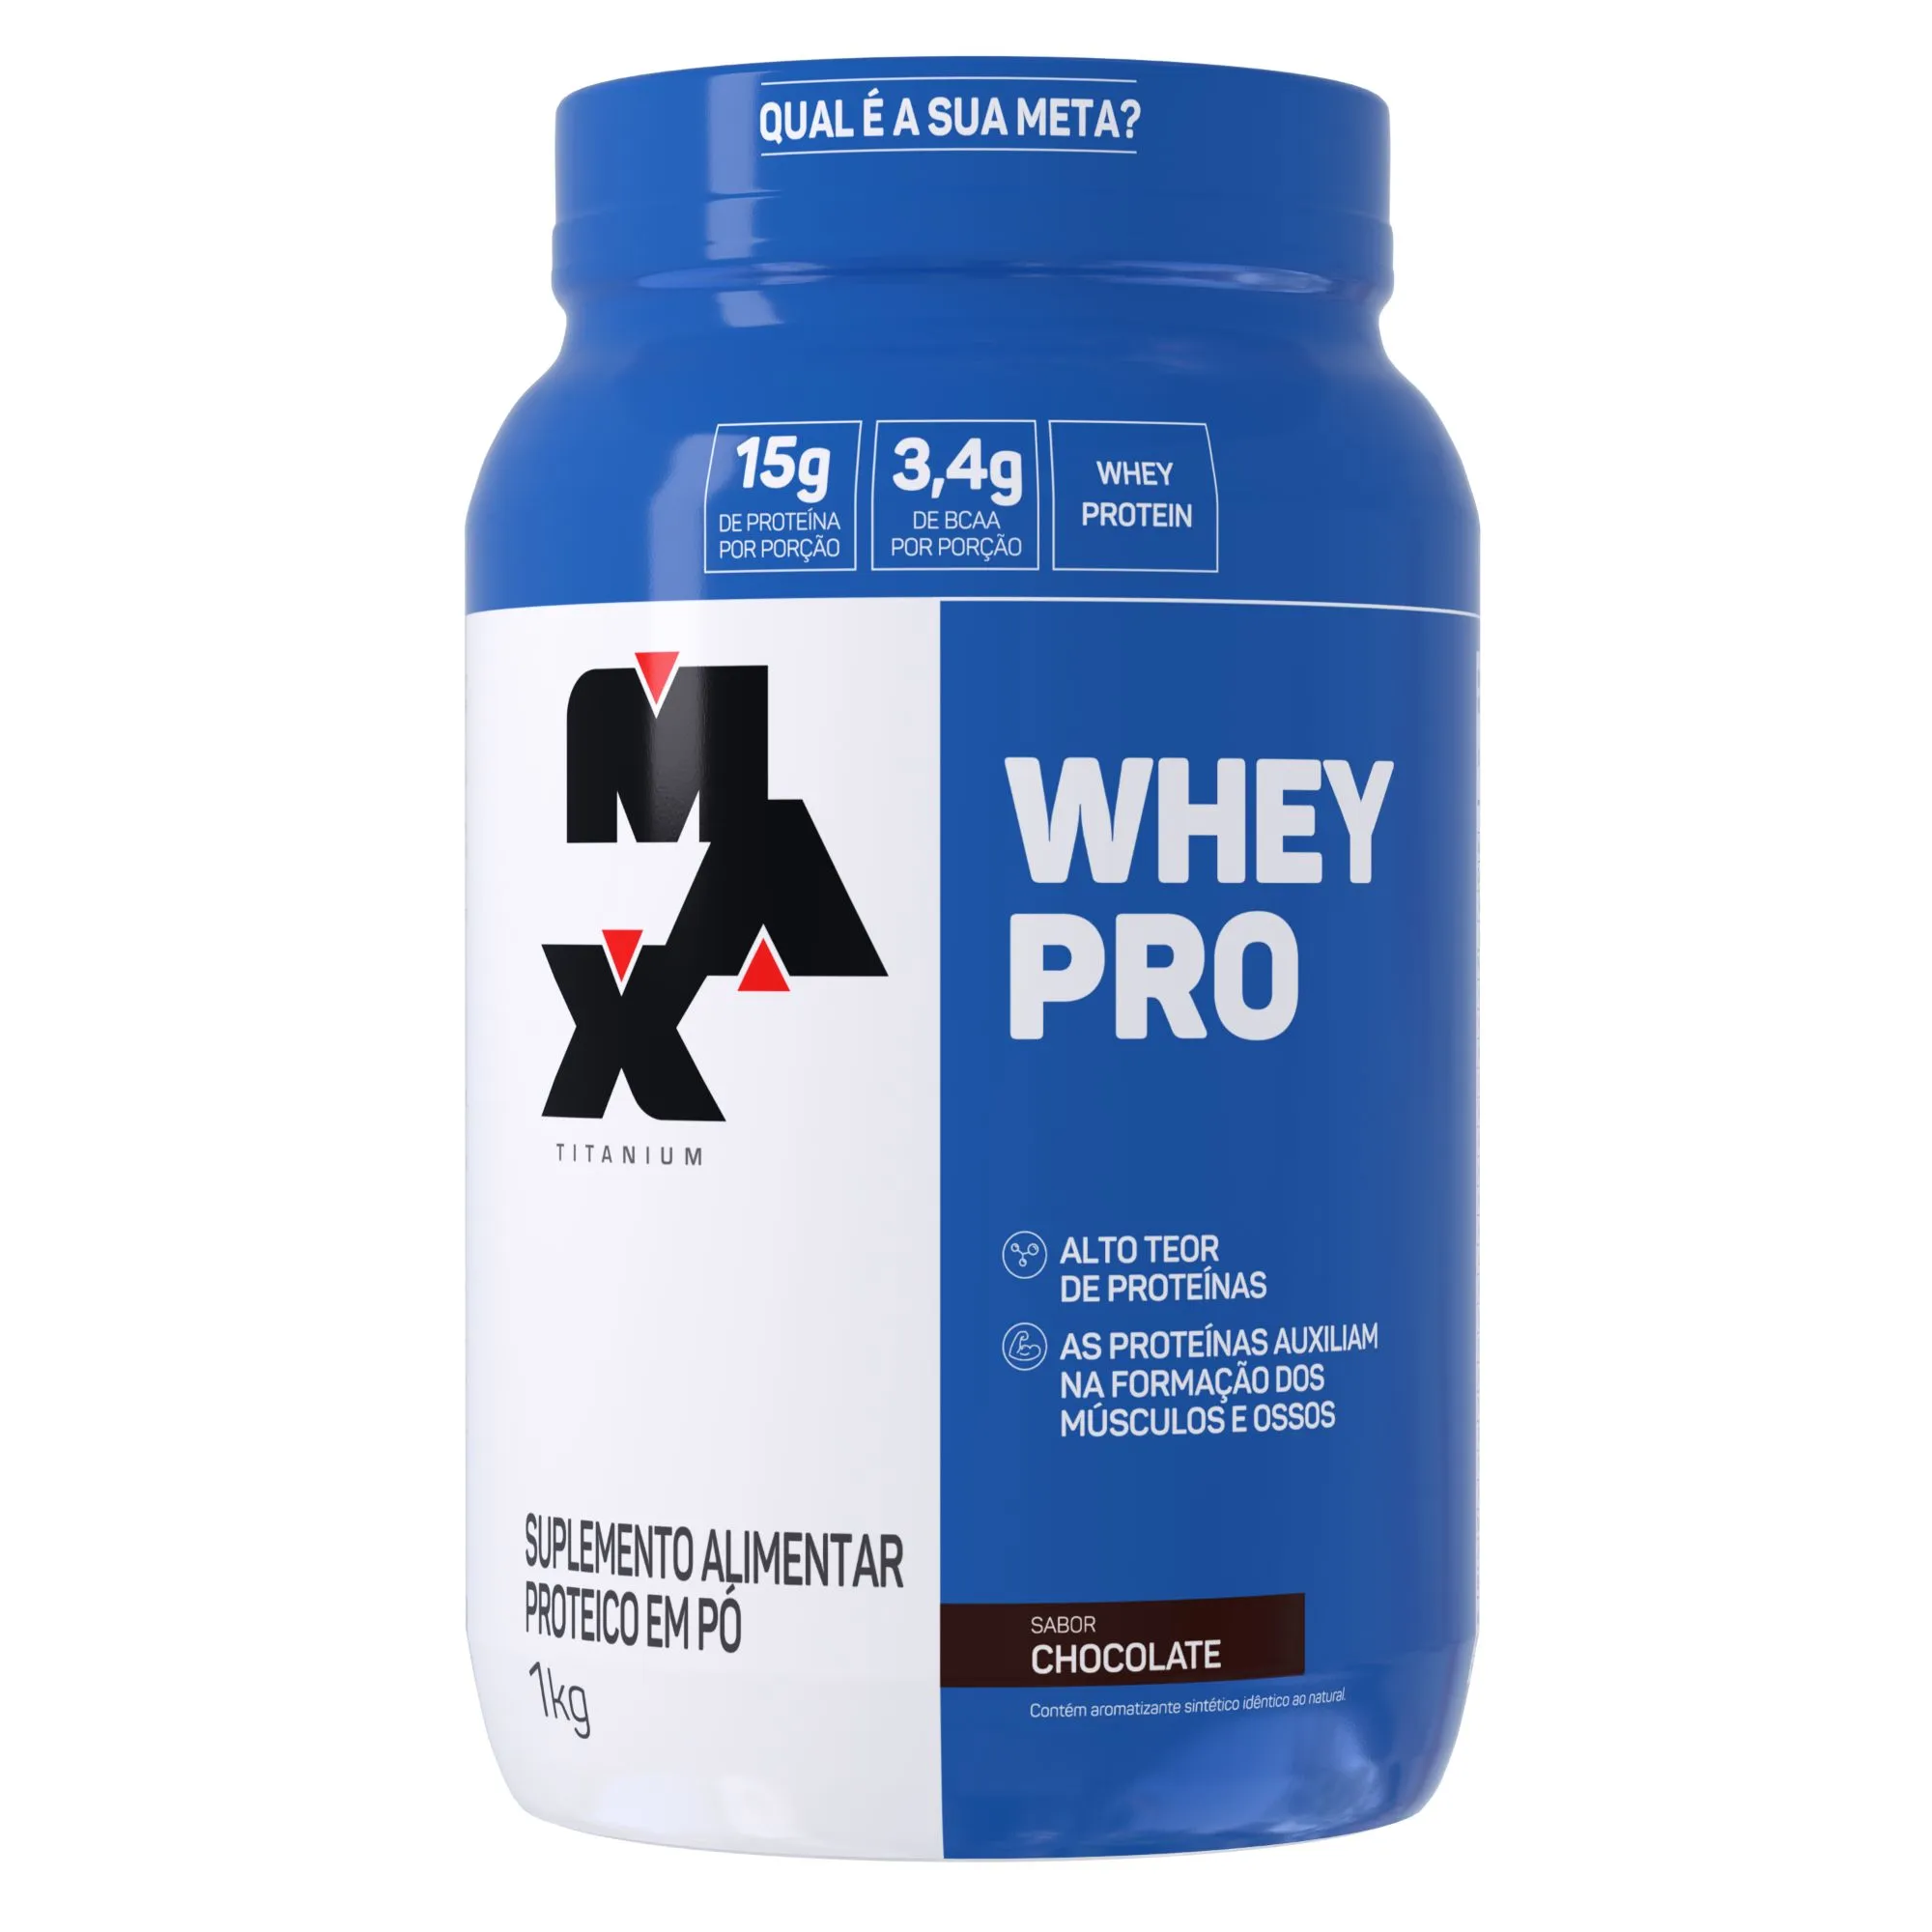 QUAL É A SUA META?
15g
DE PROTEÍNA
POR PORÇÃO
3,4g
DE BCAA
POR PORÇÃO
WHEY
PROTEIN
MAX
TITANIUM
WHEY
PRO
ALTO TEOR
DE PROTEÍNAS
AS PROTEÍNAS AUXILIAM
NA FORMAÇÃO DOS
MÚSCULOS E OSSOS
SUPLEMENTO ALIMENTAR
PROTEICO EM PÓ
1kg
SABOR
CHOCOLATE
Contém aromatizante sintético idêntico ao natural.